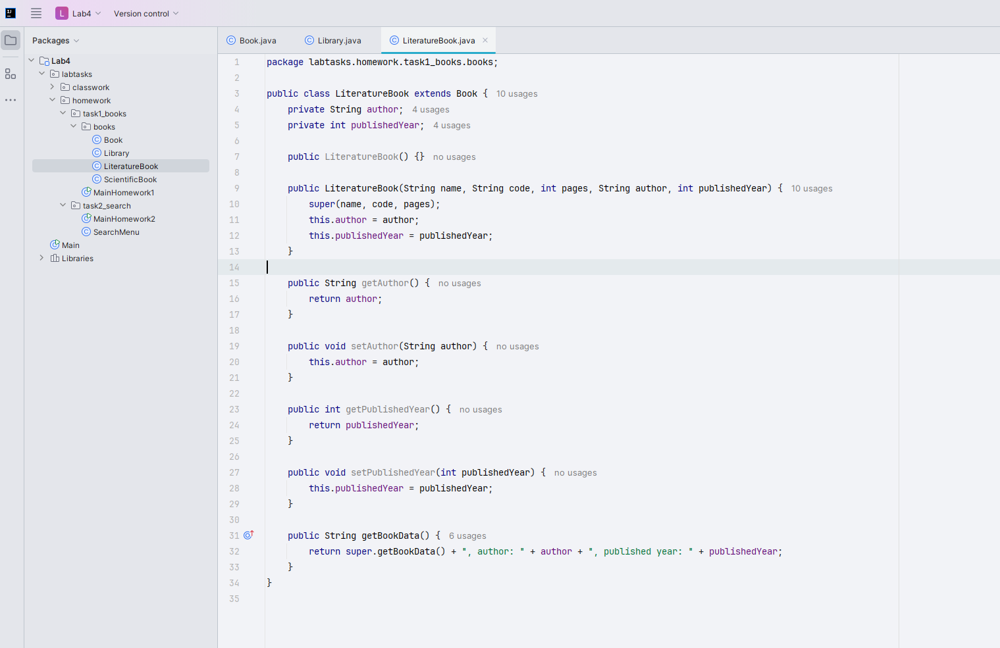 L Lab4 Version control
Packages
Lab4
labtasks
classwork
homework
task1_books
books
Book
Library
LiteratureBook
ScientificBook
MainHomework1
task2_search
MainHomework2
SearchMenu
Main
Libraries
Book.java Library.java LiteratureBook.java
1 package labtasks.homework.task1_books.books;
2
3 public class LiteratureBook extends Book { 10 usages
4 private String author; 4 usages
5 private int publishedYear; 4 usages
6
7 public LiteratureBook() {} no usages
8
9 public LiteratureBook(String name, String code, int pages, String author, int publishedYear) { 10 usages
10 super(name, code, pages);
11 this.author = author;
12 this.publishedYear = publishedYear;
13 }
14
15 public String getAuthor() { no usages
16 return author;
17 }
18
19 public void setAuthor(String author) { no usages
20 this.author = author;
21 }
22
23 public int getPublishedYear() { no usages
24 return publishedYear;
25 }
26
27 public void setPublishedYear(int publishedYear) { no usages
28 this.publishedYear = publishedYear;
29 }
30
31 public String getBookData() { 6 usages
32 return super.getBookData() + ", author: " + author + ", published year: " + publishedYear;
33 }
34 }
35